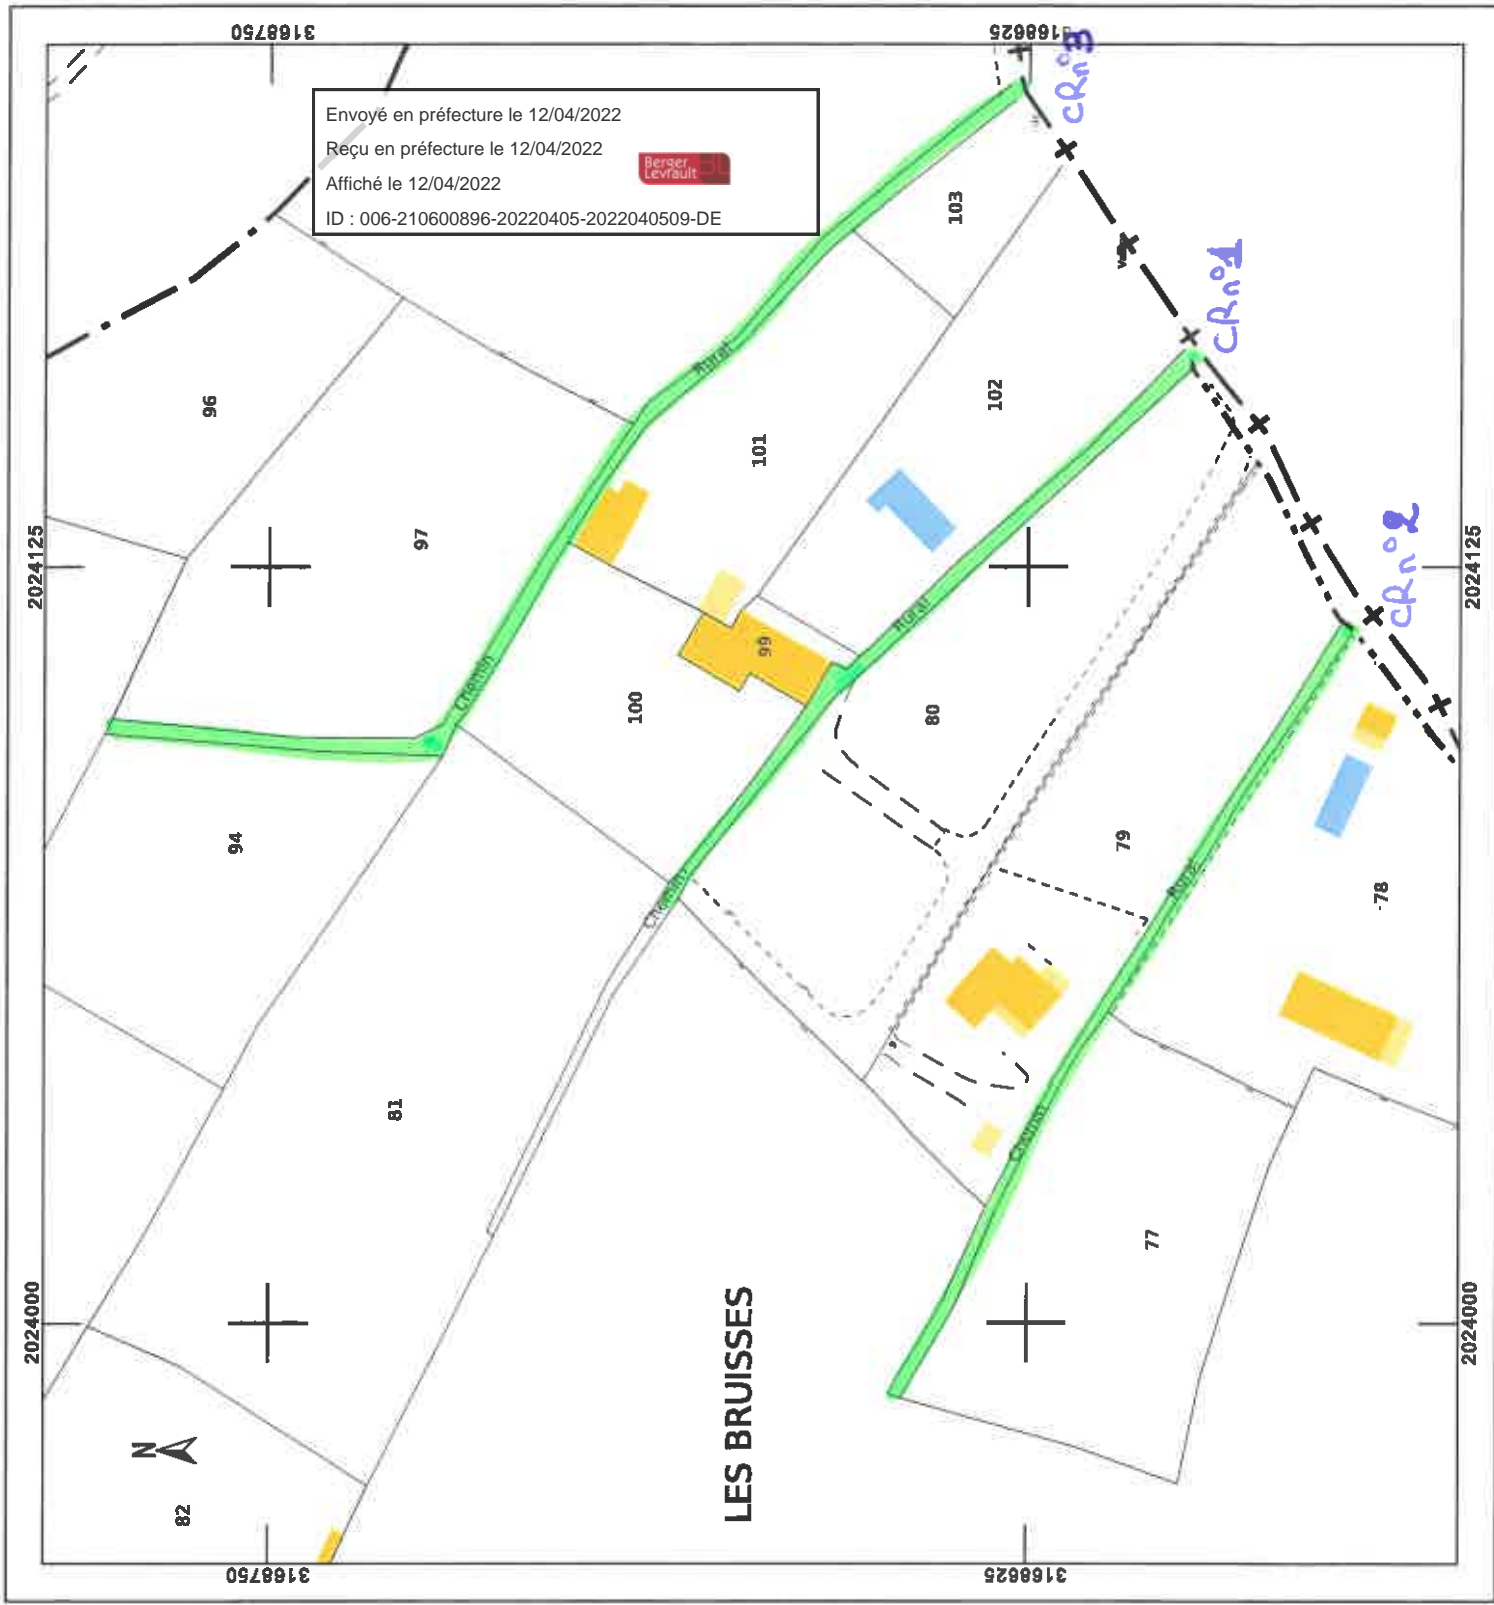 3168750
3168625
CRn°3
Envoyé en préfecture le 12/04/2022
Reçu en préfecture le 12/04/2022
Affiché le 12/04/2022
ID : 006-210600896-20220405-2022040509-DE
Berger
Levrault
103
CRn°1
Rural
96
102
101
97
2024125
2024125
CRn°2
Rural
99
Chemin
100
80
94
79
Rural
78
Chemin
81
Chemin
77
2024000
2024000
LES BRUISSES
N
82
3168750
3168625